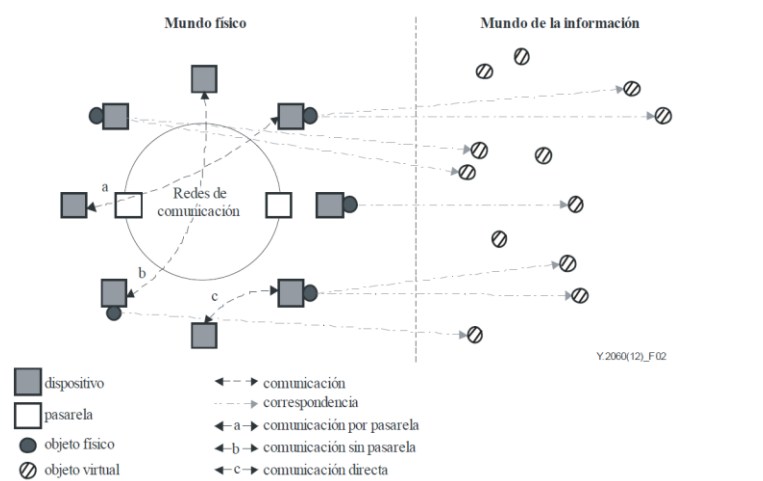 Mundo físico
Mundo de la información
a
Redes de
comunicación
b
c
Y.2060(12)_F02
dispositivo
pasarela
objeto físico
objeto virtual
comunicación
correspondencia
a comunicación por pasarela
b comunicación sin pasarela
c comunicación directa